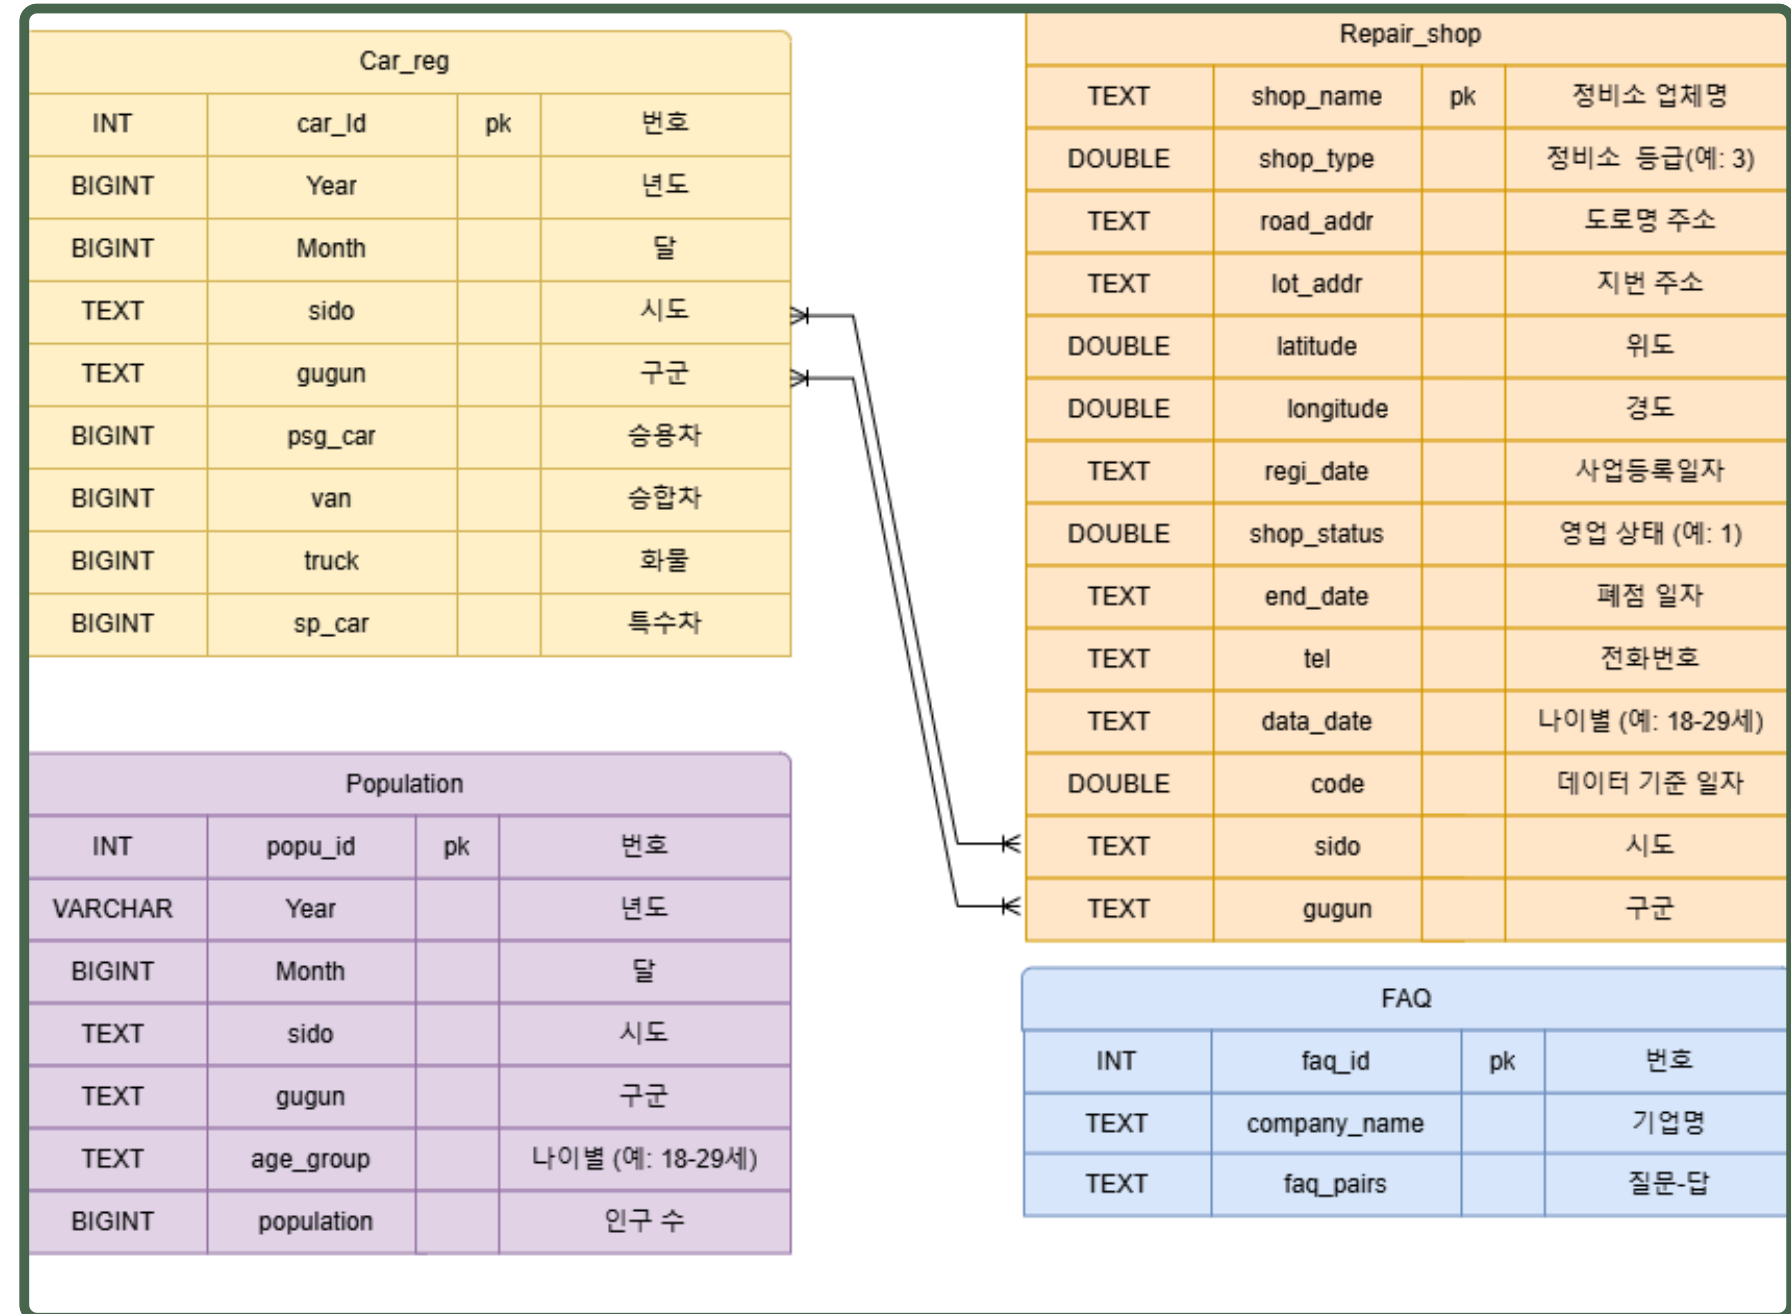 Car_reg
INT car_Id pk 번호
BIGINT Year 년도
BIGINT Month 달
TEXT sido 시도
TEXT gugun 구군
BIGINT psg_car 승용차
BIGINT van 승합차
BIGINT truck 화물
BIGINT sp_car 특수차
Population
INT popu_id pk 번호
VARCHAR Year 년도
BIGINT Month 달
TEXT sido 시도
TEXT gugun 구군
TEXT age_group 나이별 (예: 18-29세)
BIGINT population 인구 수
Repair_shop
TEXT shop_name pk 정비소 업체명
DOUBLE shop_type 정비소 등급(예: 3)
TEXT road_addr 도로명 주소
TEXT lot_addr 지번 주소
DOUBLE latitude 위도
DOUBLE longitude 경도
TEXT regi_date 사업등록일자
DOUBLE shop_status 영업 상태 (예: 1)
TEXT end_date 폐점 일자
TEXT tel 전화번호
TEXT data_date 나이별 (예: 18-29세)
DOUBLE code 데이터 기준 일자
TEXT sido 시도
TEXT gugun 구군
FAQ
INT faq_id pk 번호
TEXT company_name 기업명
TEXT faq_pairs 질문-답